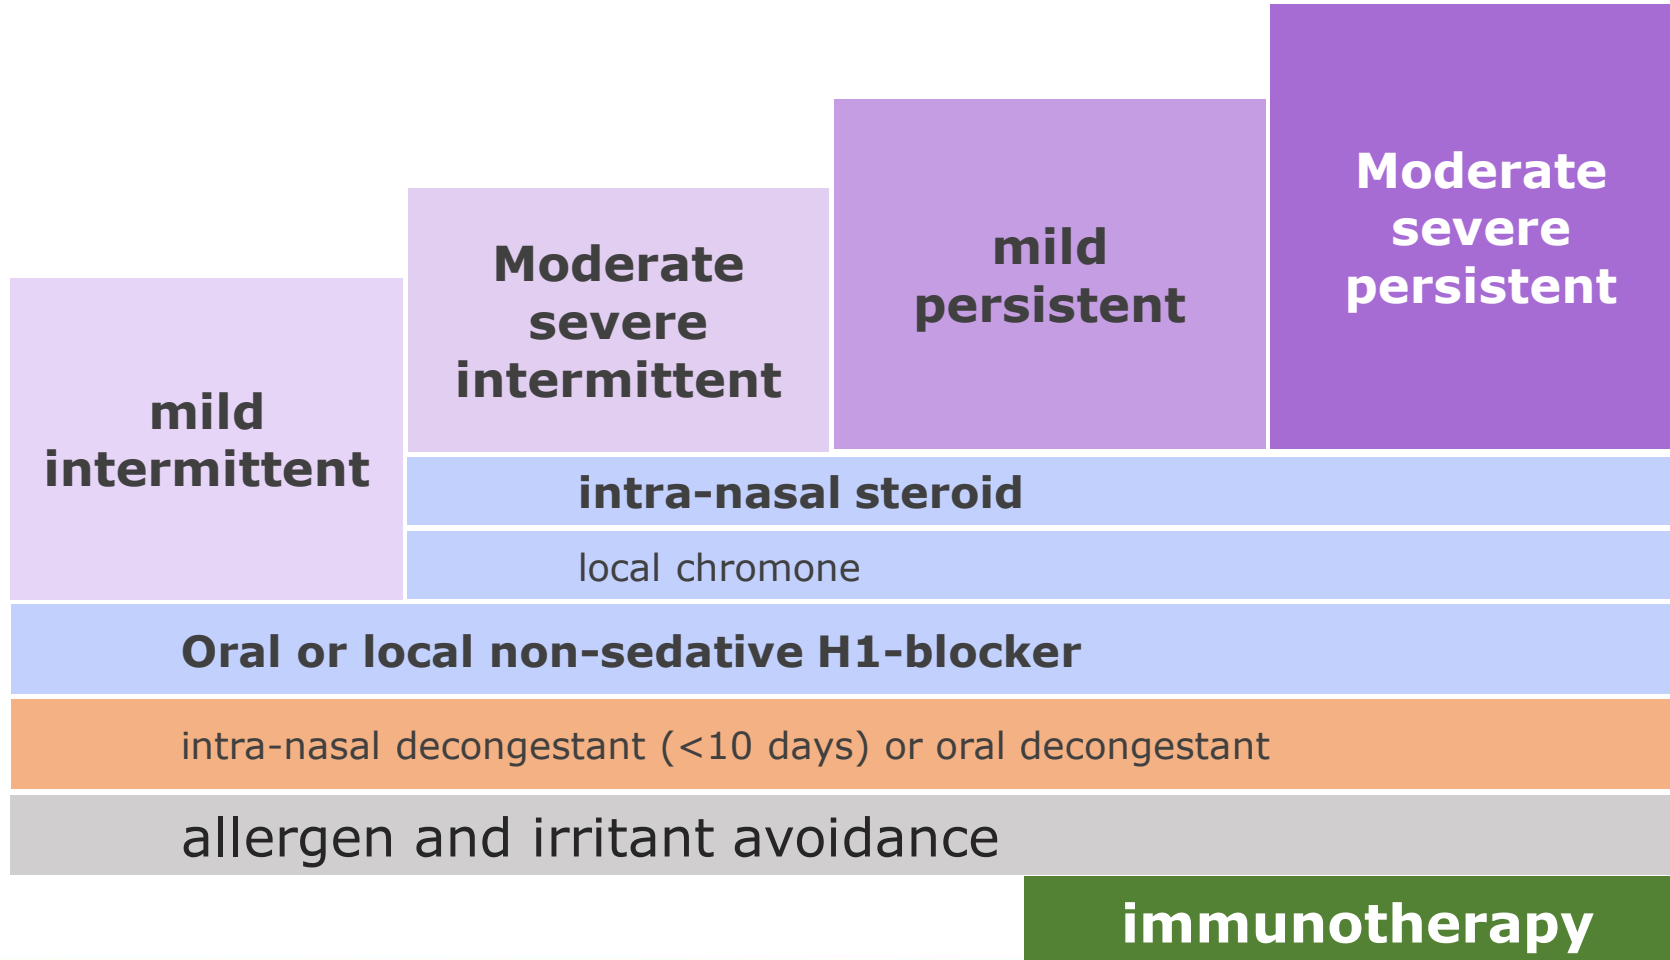 mild
intermittent
Moderate
severe
intermittent
mild
persistent
Moderate
severe
persistent
intra-nasal steroid
local chromone
Oral or local non-sedative H1-blocker
intra-nasal decongestant (<10 days) or oral decongestant
allergen and irritant avoidance
immunotherapy